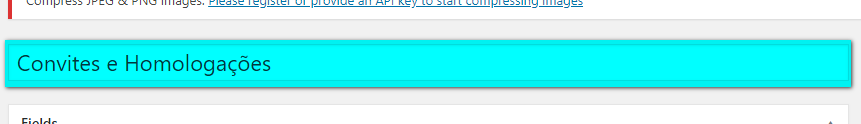 Compress JPEG & PNG images: Please register or provide an API key to start compressing images
Convites e Homologações
Fields